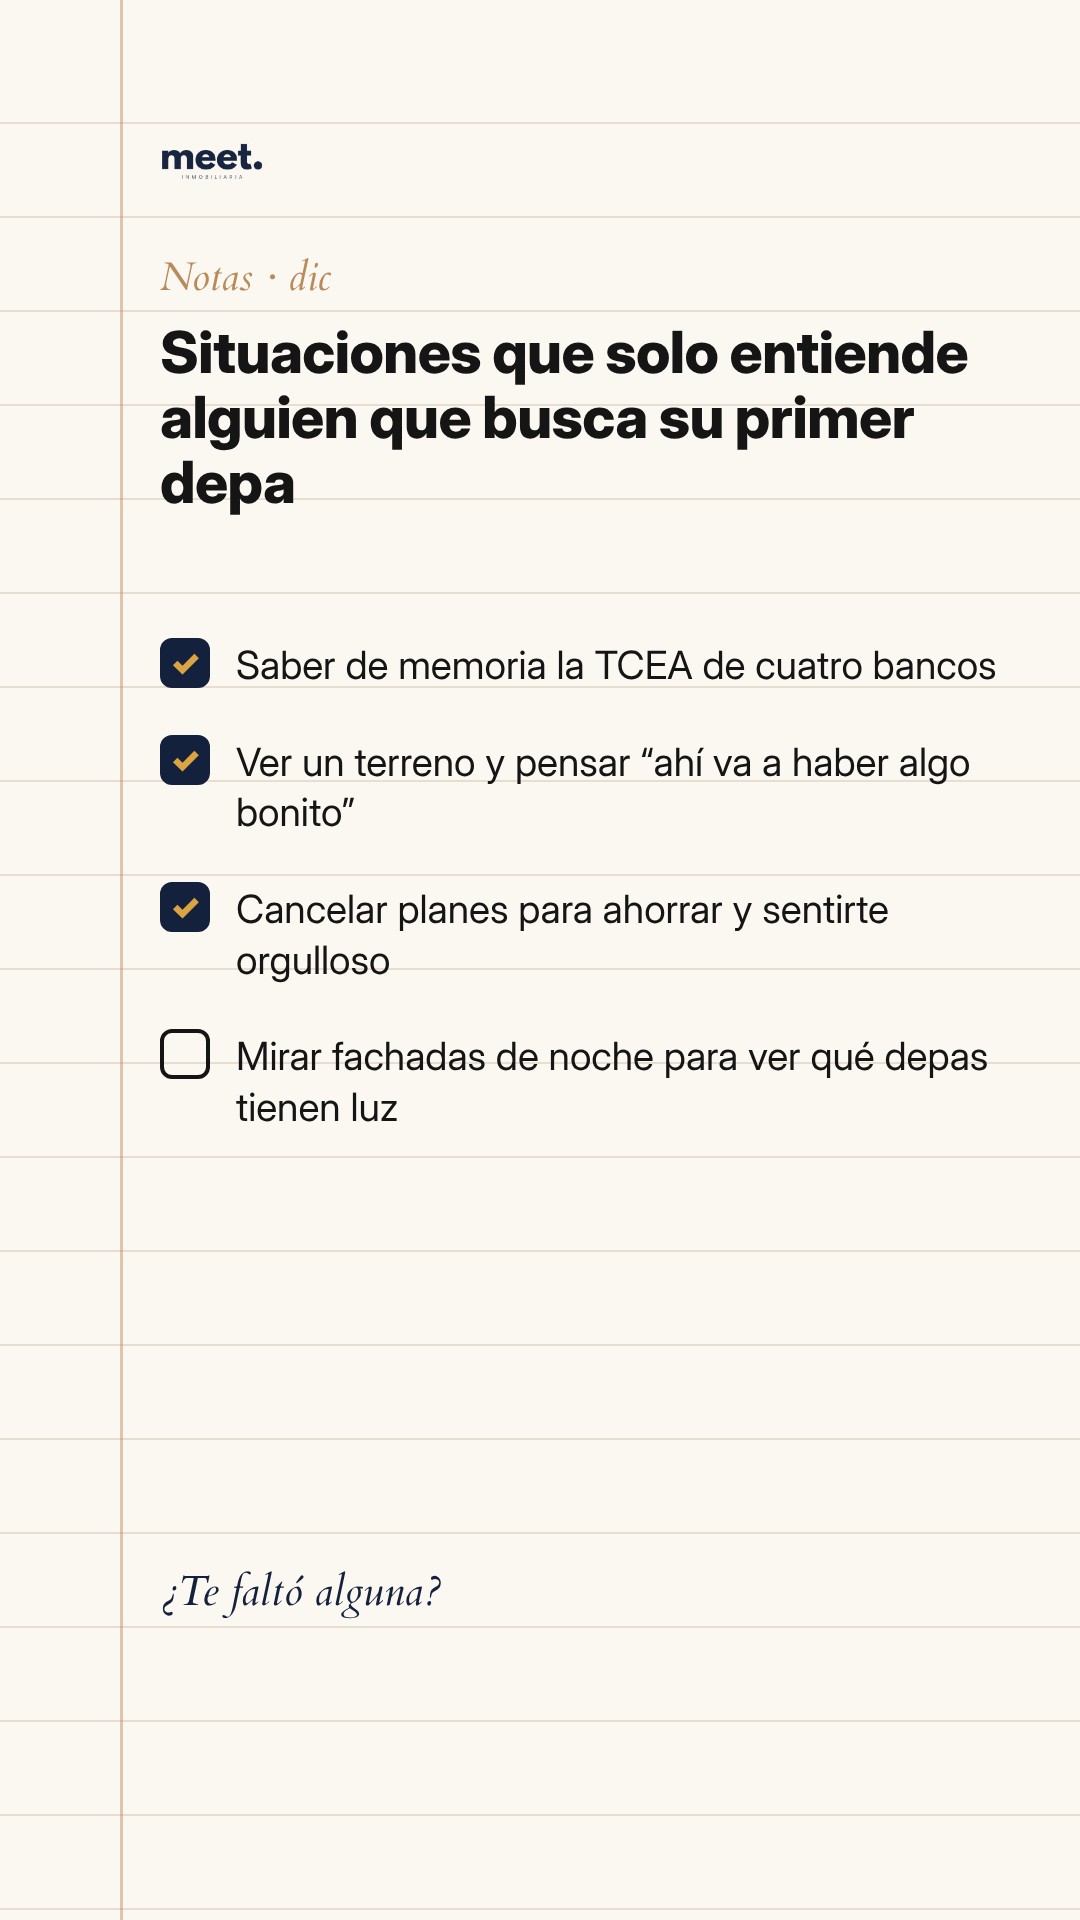 meet.
INMOBILIARIA
Notas · dic
Situaciones que solo entiende
alguien que busca su primer
depa
Saber de memoria la TCEA de cuatro bancos
Ver un terreno y pensar “ahí va a haber algo
bonito”
Cancelar planes para ahorrar y sentirte
orgulloso
Mirar fachadas de noche para ver qué depas
tienen luz
¿Te faltó alguna?